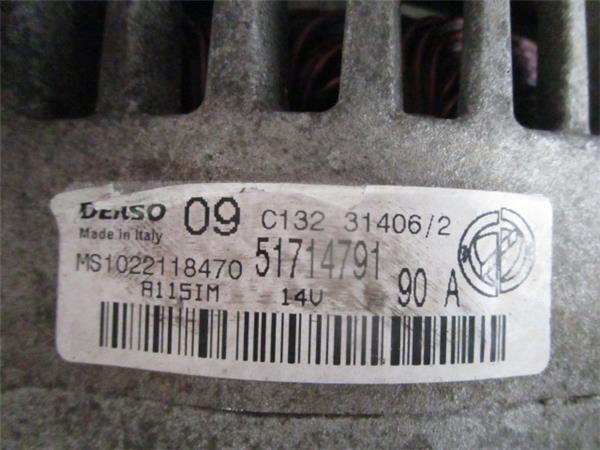 DENSO 09 C132 31406/2
Made in Italy
MS1022118470 51714791 90 A
A115IM 14V